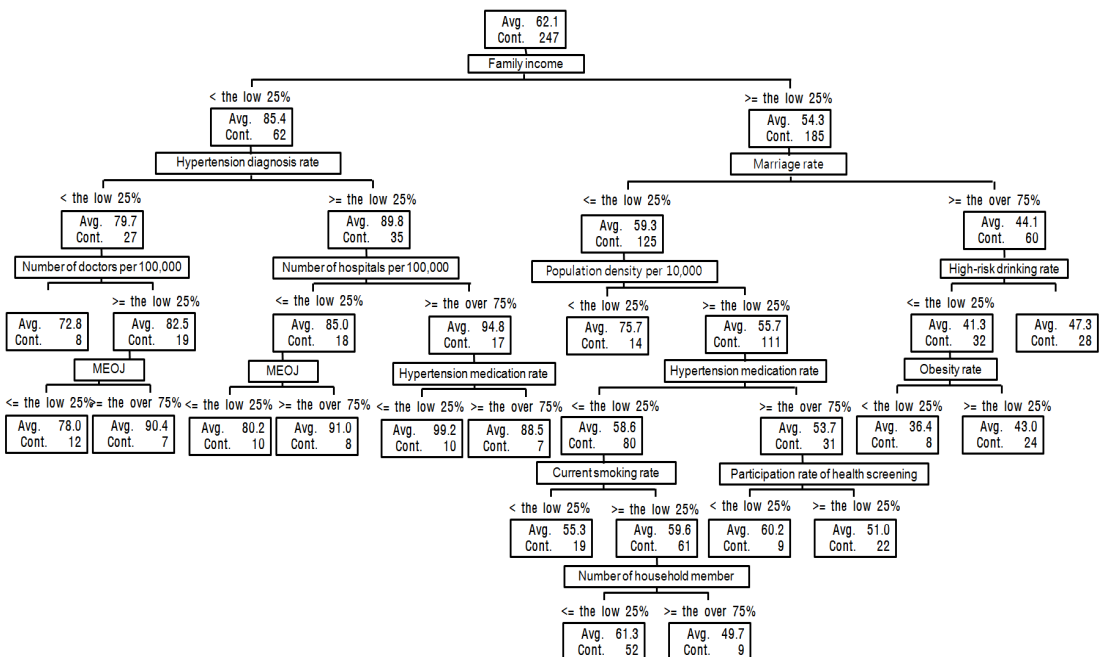 Avg. 62.1
Cont. 247
Family income
< the low 25%
>= the low 25%
Avg. 85.4
Cont. 62
Avg. 54.3
Cont. 185
Hypertension diagnosis rate
Marriage rate
< the low 25%
>= the low 25%
<= the low 25%
>= the over 75%
Avg. 79.7
Cont. 27
Avg. 89.8
Cont. 35
Avg. 59.3
Cont. 125
Avg. 44.1
Cont. 60
Number of doctors per 100,000
Number of hospitals per 100,000
Population density per 10,000
High-risk drinking rate
>= the low 25%
<= the low 25%
>= the over 75%
< the low 25%
>= the low 25%
<= the low 25%
Avg. 72.8
Cont. 8
Avg. 82.5
Cont. 19
Avg. 85.0
Cont. 18
Avg. 94.8
Cont. 17
Avg. 75.7
Cont. 14
Avg. 55.7
Cont. 111
Avg. 41.3
Cont. 32
Avg. 47.3
Cont. 28
MEOJ
MEOJ
Hypertension medication rate
Hypertension medication rate
Obesity rate
<= the low 25%
>= the over 75%
<= the low 25%
>= the over 75%
<= the low 25%
>= the over 75%
<= the low 25%
>= the over 75%
< the low 25%
>= the low 25%
Avg. 78.0
Cont. 12
Avg. 90.4
Cont. 7
Avg. 80.2
Cont. 10
Avg. 91.0
Cont. 8
Avg. 99.2
Cont. 10
Avg. 88.5
Cont. 7
Avg. 58.6
Cont. 80
Avg. 53.7
Cont. 31
Avg. 36.4
Cont. 8
Avg. 43.0
Cont. 24
Current smoking rate
Participation rate of health screening
< the low 25%
>= the low 25%
< the low 25%
>= the low 25%
Avg. 55.3
Cont. 19
Avg. 59.6
Cont. 61
Avg. 60.2
Cont. 9
Avg. 51.0
Cont. 22
Number of household member
<= the low 25%
>= the over 75%
Avg. 61.3
Cont. 52
Avg. 49.7
Cont. 9